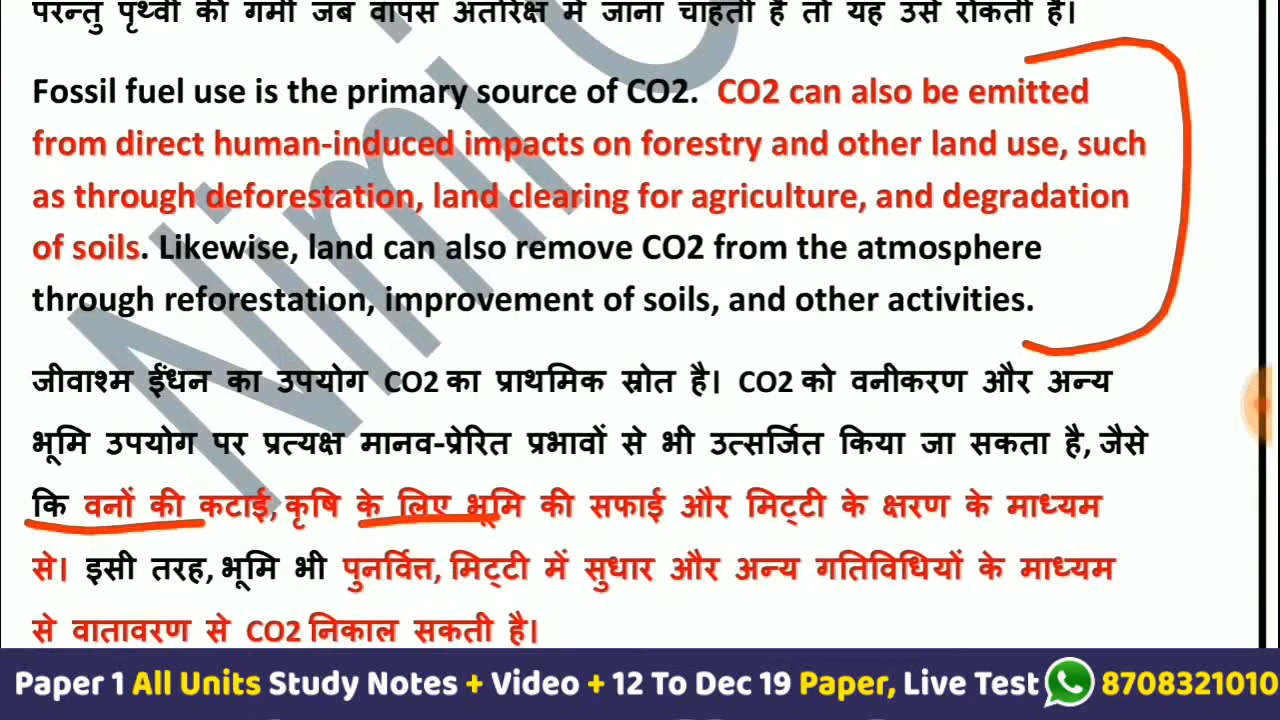 परन्तु पृथ्वी की गर्मी जब वापस अंतरिक्ष में जाना चाहती है तो यह उसे रोकती है।
Fossil fuel use is the primary source of CO2. CO2 can also be emitted
from direct human-induced impacts on forestry and other land use, such
as through deforestation, land clearing for agriculture, and degradation
of soils. Likewise, land can also remove CO2 from the atmosphere
through reforestation, improvement of soils, and other activities.
जीवाश्म ईंधन का उपयोग CO2 का प्राथमिक स्रोत है। CO2 को वनीकरण और अन्य
भूमि उपयोग पर प्रत्यक्ष मानव-प्रेरित प्रभावों से भी उत्सर्जित किया जा सकता है, जैसे
कि वनों की कटाई, कृषि के लिए भूमि की सफाई और मिट्टी के क्षरण के माध्यम
से। इसी तरह, भूमि भी पुनर्वित्त, मिट्टी में सुधार और अन्य गतिविधियों के माध्यम
से वातावरण से CO2 निकाल सकती है।
Paper 1 All Units Study Notes + Video + 12 To Dec 19 Paper, Live Test 8708321010